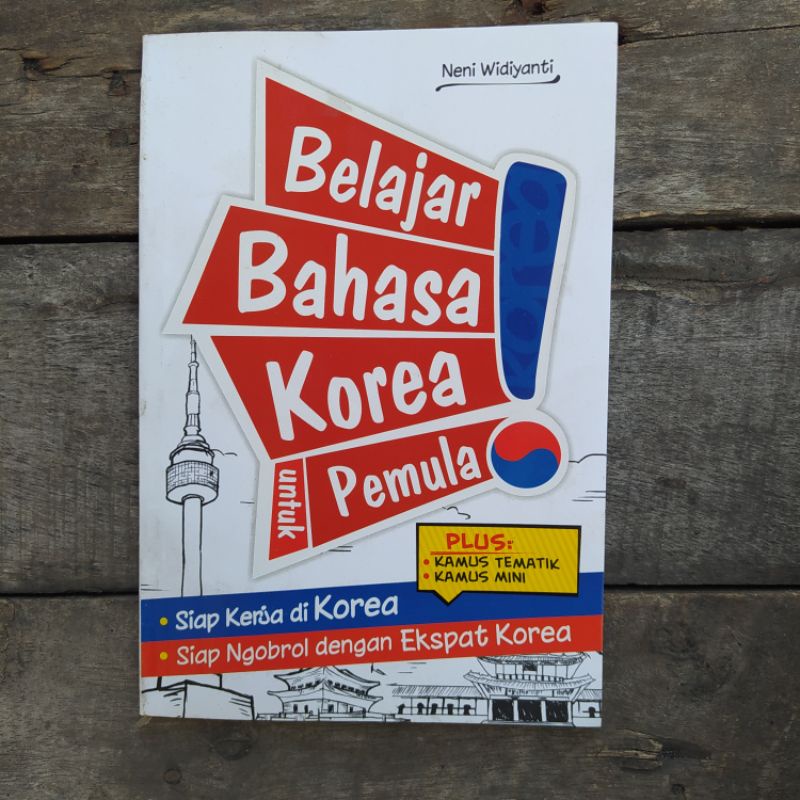 Neni Widiyanti
Belajar
Bahasa
Korea
untuk
Pemula
PLUS:
• KAMUS TEMATIK
• KAMUS MINI
• Siap Kerja di Korea
• Siap Ngobrol dengan Ekspat Korea